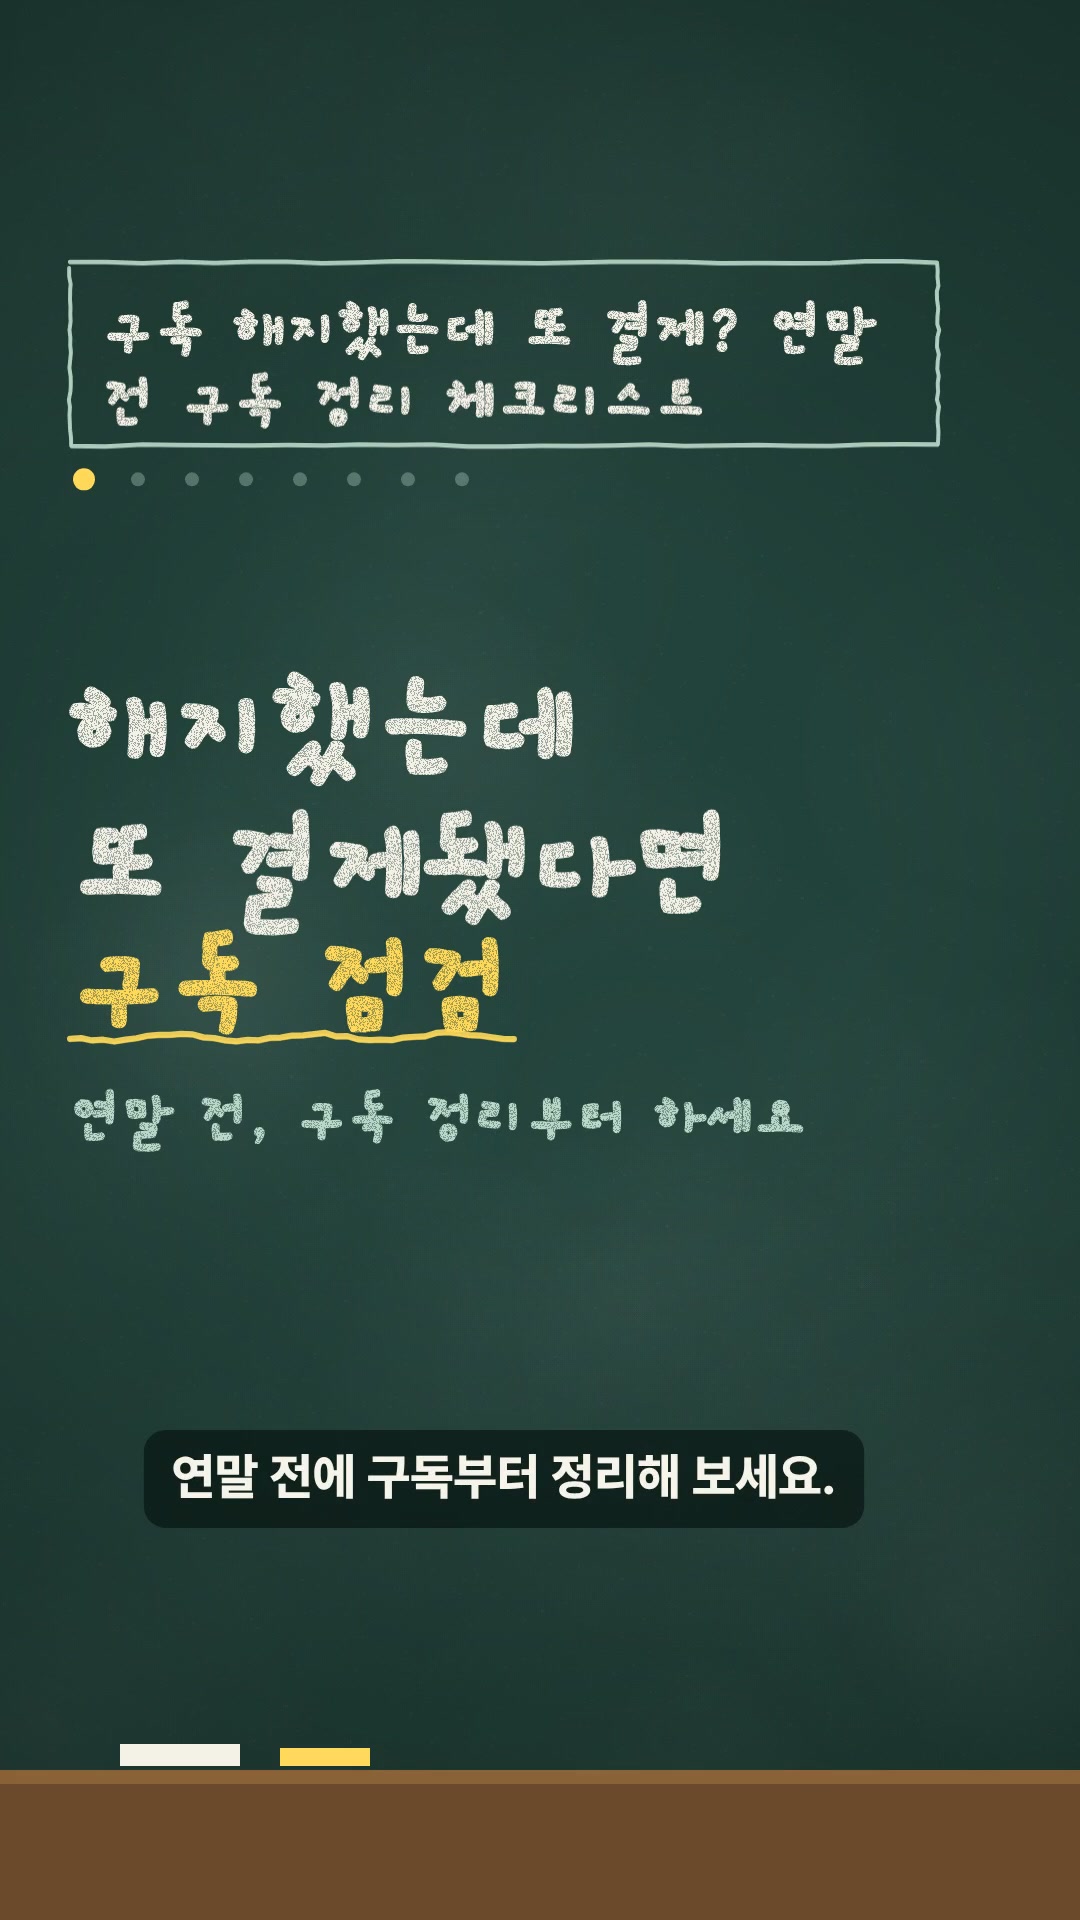 구독 해지했는데 또 결제? 연말
전 구독 정리 체크리스트
해지했는데
또 결제됐다면
구독 점검
연말 전, 구독 정리부터 하세요
연말 전에 구독부터 정리해 보세요.